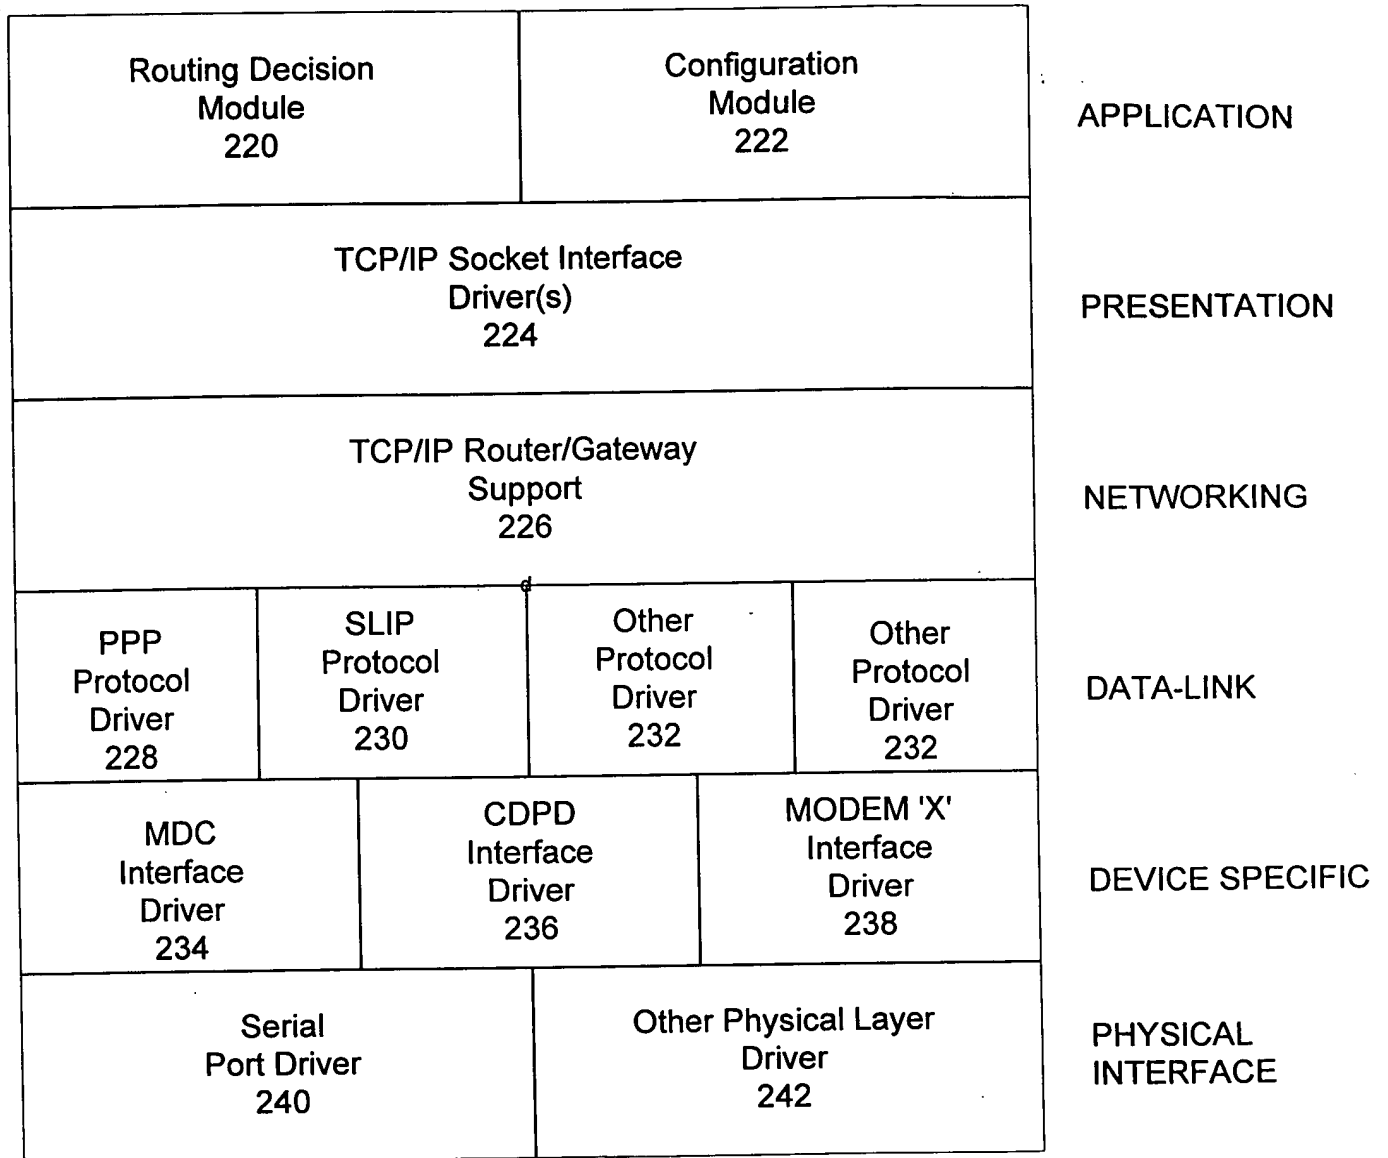 Routing Decision
Module
220
Configuration
Module
222
APPLICATION
TCP/IP Socket Interface
Driver(s)
224
PRESENTATION
TCP/IP Router/Gateway
Support
226
NETWORKING
PPP
Protocol
Driver
228
SLIP
Protocol
Driver
230
Other
Protocol
Driver
232
Other
Protocol
Driver
232
DATA-LINK
MDC
Interface
Driver
234
CDPD
Interface
Driver
236
MODEM 'X'
Interface
Driver
238
DEVICE SPECIFIC
Serial
Port Driver
240
Other Physical Layer
Driver
242
PHYSICAL
INTERFACE